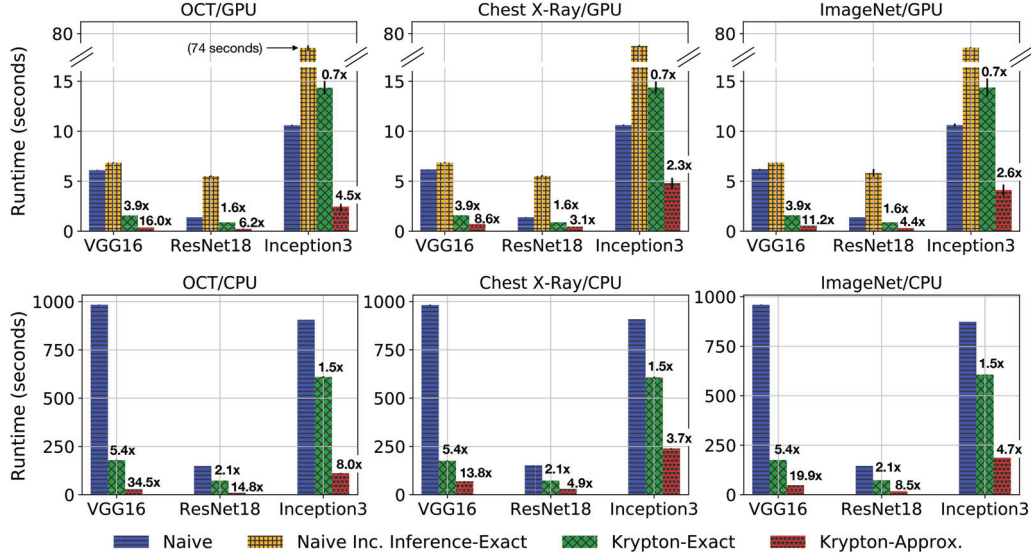 OCT/GPU
Chest X-Ray/GPU
ImageNet/GPU
Runtime (seconds)
80
15
10
5
0
(74 seconds)
3.9x
16.0x
1.6x
6.2x
0.7x
4.5x
VGG16 ResNet18 Inception3
80
15
10
5
0
3.9x
8.6x
1.6x
3.1x
0.7x
2.3x
VGG16 ResNet18 Inception3
80
15
10
5
0
3.9x
11.2x
1.6x
4.4x
0.7x
2.6x
VGG16 ResNet18 Inception3
OCT/CPU
Chest X-Ray/CPU
ImageNet/CPU
Runtime (seconds)
1000
750
500
250
0
5.4x
34.5x
2.1x
14.8x
1.5x
8.0x
VGG16 ResNet18 Inception3
1000
750
500
250
0
5.4x
13.8x
2.1x
4.9x
1.5x
3.7x
VGG16 ResNet18 Inception3
1000
750
500
250
0
5.4x
19.9x
2.1x
8.5x
1.5x
4.7x
VGG16 ResNet18 Inception3
Naive Naive Inc. Inference-Exact Krypton-Exact Krypton-Approx.